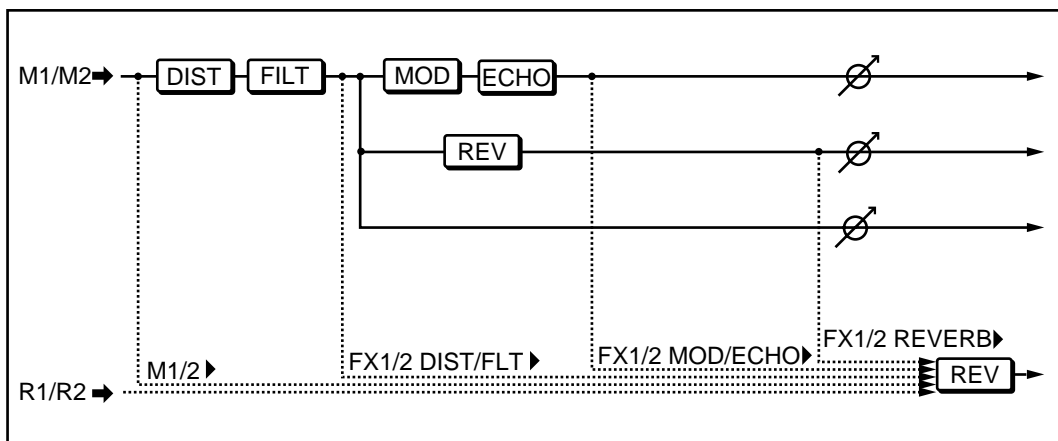 M1/M2
DIST FILT MOD ECHO
REV
FX1/2 REVERB
M1/2 FX1/2 DIST/FLT FX1/2 MOD/ECHO
REV
R1/R2